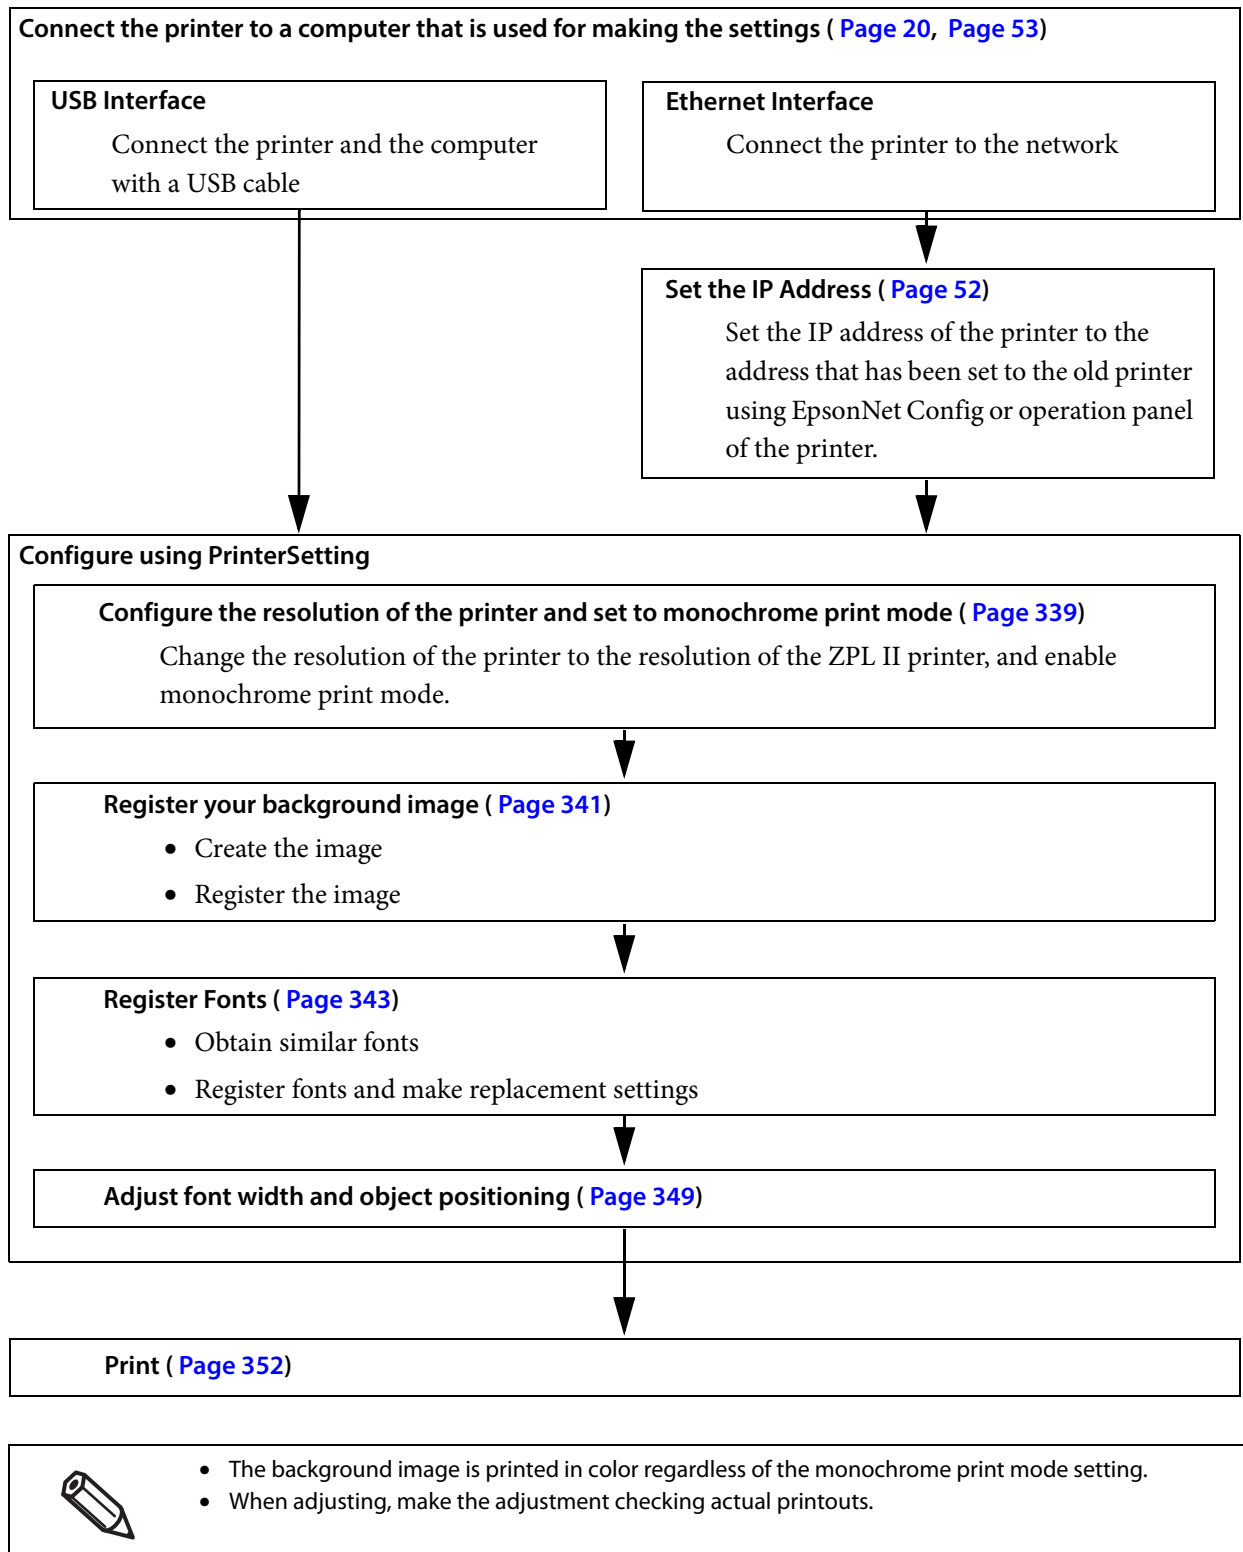 Connect the printer to a computer that is used for making the settings ( Page 20, Page 53)
USB Interface
Connect the printer and the computer
with a USB cable
Ethernet Interface
Connect the printer to the network
Set the IP Address ( Page 52)
Set the IP address of the printer to the
address that has been set to the old printer
using EpsonNet Config or operation panel
of the printer.
Configure using PrinterSetting
Configure the resolution of the printer and set to monochrome print mode ( Page 339)
Change the resolution of the printer to the resolution of the ZPL II printer, and enable
monochrome print mode.
Register your background image ( Page 341)
• Create the image
• Register the image
Register Fonts ( Page 343)
• Obtain similar fonts
• Register fonts and make replacement settings
Adjust font width and object positioning ( Page 349)
Print ( Page 352)
• The background image is printed in color regardless of the monochrome print mode setting.
• When adjusting, make the adjustment checking actual printouts.